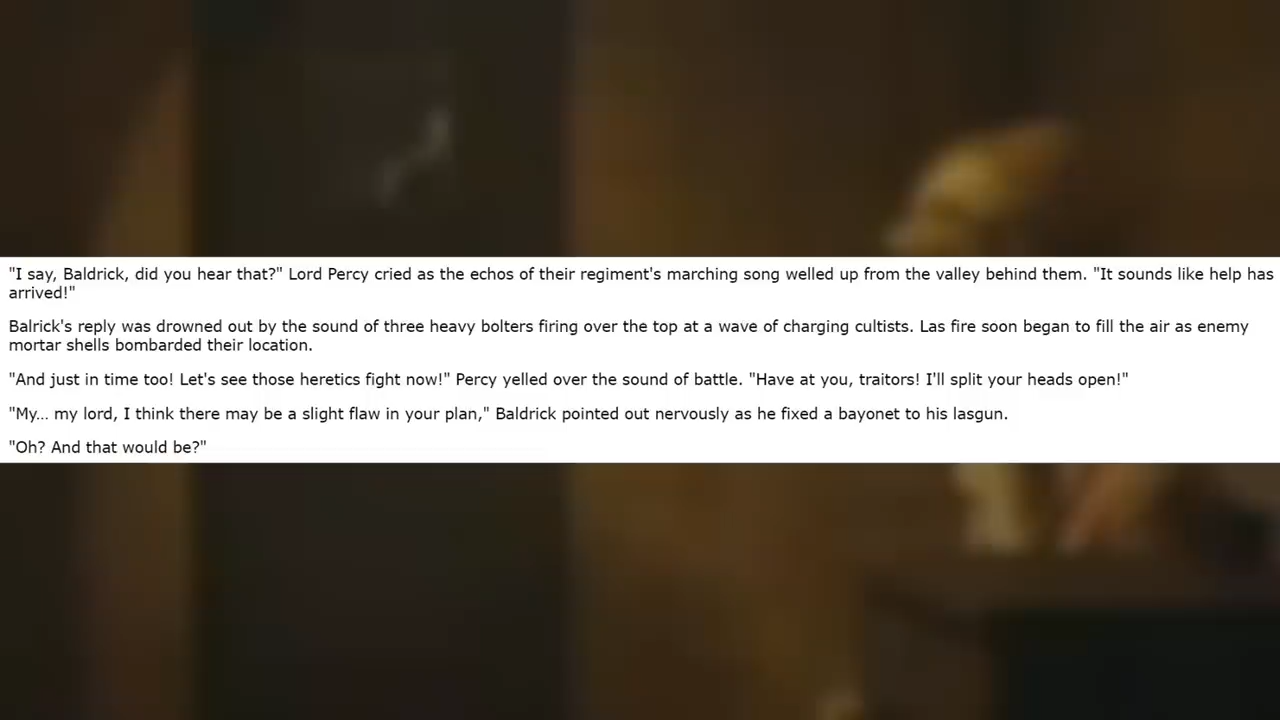 "I say, Baldrick, did you hear that?" Lord Percy cried as the echos of their regiment's marching song welled up from the valley behind them. "It sounds like help has
arrived!"
Balrick's reply was drowned out by the sound of three heavy bolters firing over the top at a wave of charging cultists. Las fire soon began to fill the air as enemy
mortar shells bombarded their location.
"And just in time too! Let's see those heretics fight now!" Percy yelled over the sound of battle. "Have at you, traitors! I'll split your heads open!"
"My… my lord, I think there may be a slight flaw in your plan," Baldrick pointed out nervously as he fixed a bayonet to his lasgun.
"Oh? And that would be?"